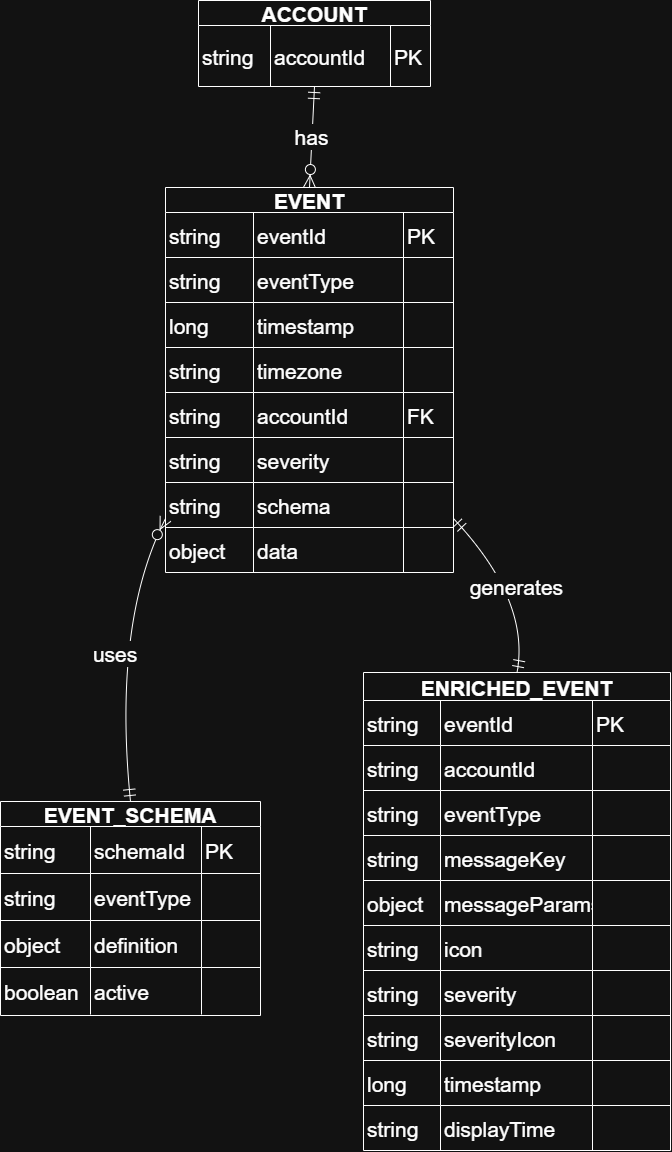 ACCOUNT
string accountId PK
has
EVENT
string eventId PK
string eventType
long timestamp
string timezone
string accountId FK
string severity
string schema
object data
generates
uses
ENRICHED_EVENT
string eventId PK
string accountId
string eventType
string messageKey
object messageParam
string icon
string severity
string severityIcon
long timestamp
string displayTime
EVENT_SCHEMA
string schemaId PK
string eventType
object definition
boolean active